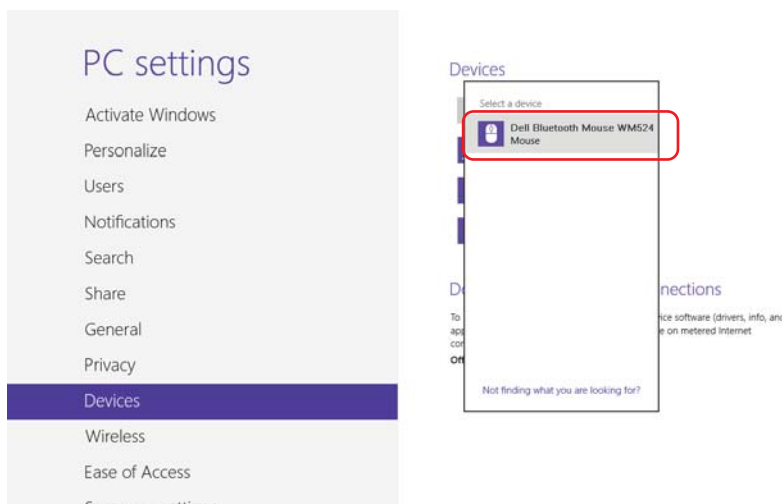 PC settings
Activate Windows
Personalize
Users
Notifications
Search
Share
General
Privacy
Devices
Wireless
Ease of Access
Devices
Select a device
Dell Bluetooth Mouse WM524
Mouse
nections
To
ice software (drivers, info, and
app
e on metered Internet
Off
Not finding what you are looking for?